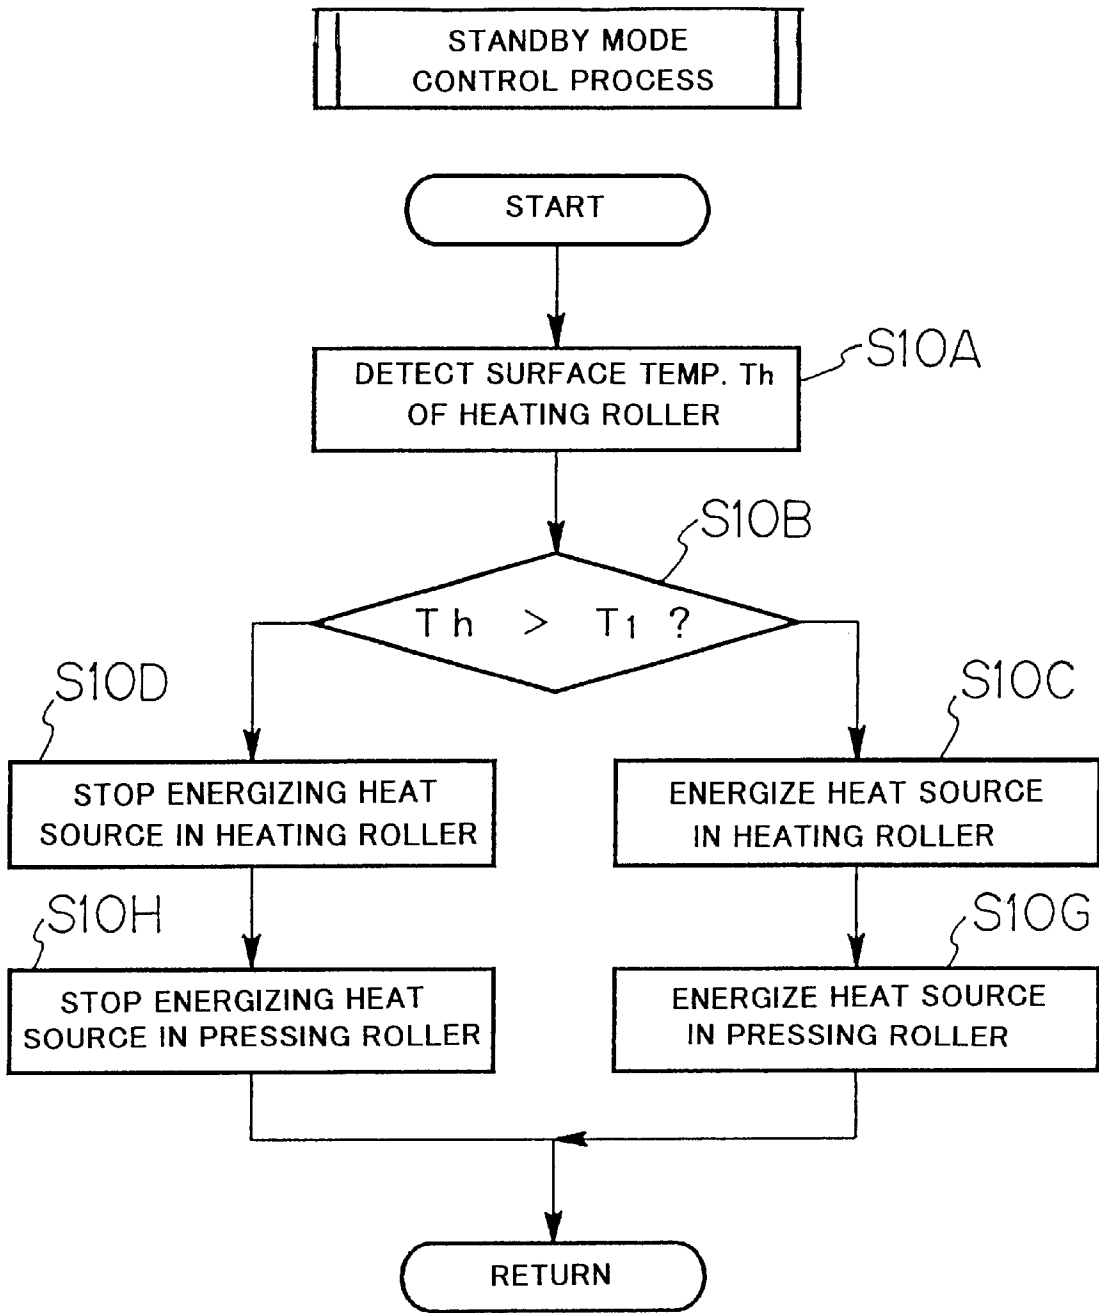 STANDBY MODE
CONTROL PROCESS
START
S10A
DETECT SURFACE TEMP. Th
OF HEATING ROLLER
S10B
Th > T1 ?
S10D
S10C
STOP ENERGIZING HEAT
SOURCE IN HEATING ROLLER
ENERGIZE HEAT SOURCE
IN HEATING ROLLER
S10H
S10G
STOP ENERGIZING HEAT
SOURCE IN PRESSING ROLLER
ENERGIZE HEAT SOURCE
IN PRESSING ROLLER
RETURN